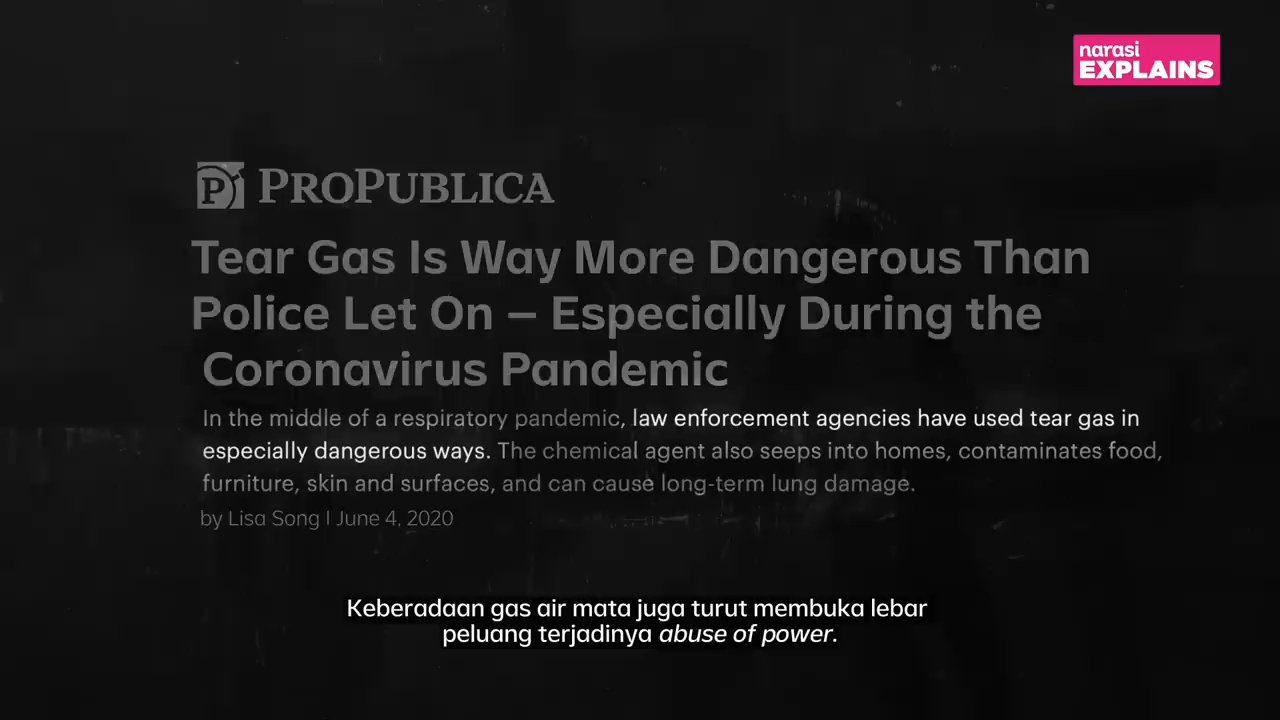 narasi
EXPLAINS
PROPUBLICA
Tear Gas Is Way More Dangerous Than
Police Let On – Especially During the
Coronavirus Pandemic
In the middle of a respiratory pandemic, law enforcement agencies have used tear gas in
especially dangerous ways. The chemical agent also seeps into homes, contaminates food,
furniture, skin and surfaces, and can cause long-term lung damage.
by Lisa Song | June 4, 2020
Keberadaan gas air mata juga turut membuka lebar
peluang terjadinya abuse of power.